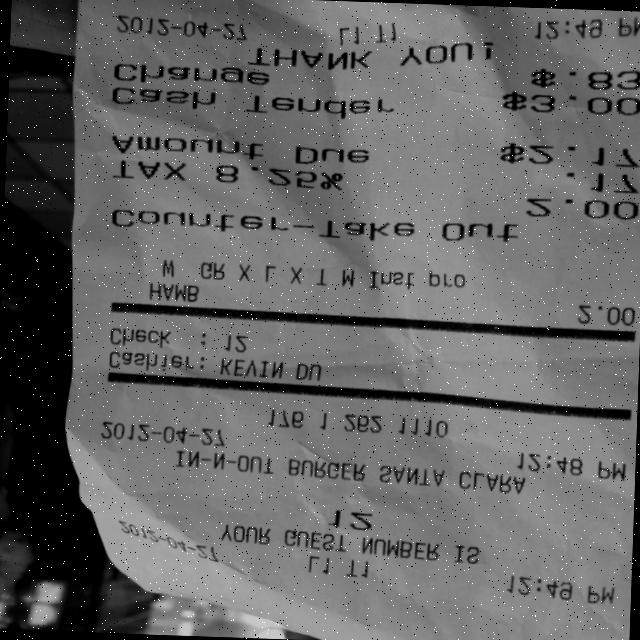 2012-04-27 L1 T1 12:49 PM
YOUR GUEST NUMBER IS
12
IN-N-OUT BURGER SANTA CLARA
2012-04-27 12:48 PM
176 1 262 1110
Cashier: KEVIN DU
Check : 12
HAMB 2.00
W GR X L X T M Inst pro
Counter-Take Out 2.00
TAX 8.25% .17
Amount Due $2.17
Cash Tender $3.00
Change $.83
THANK YOU!
2012-04-27 L1 T1 12:49 PM